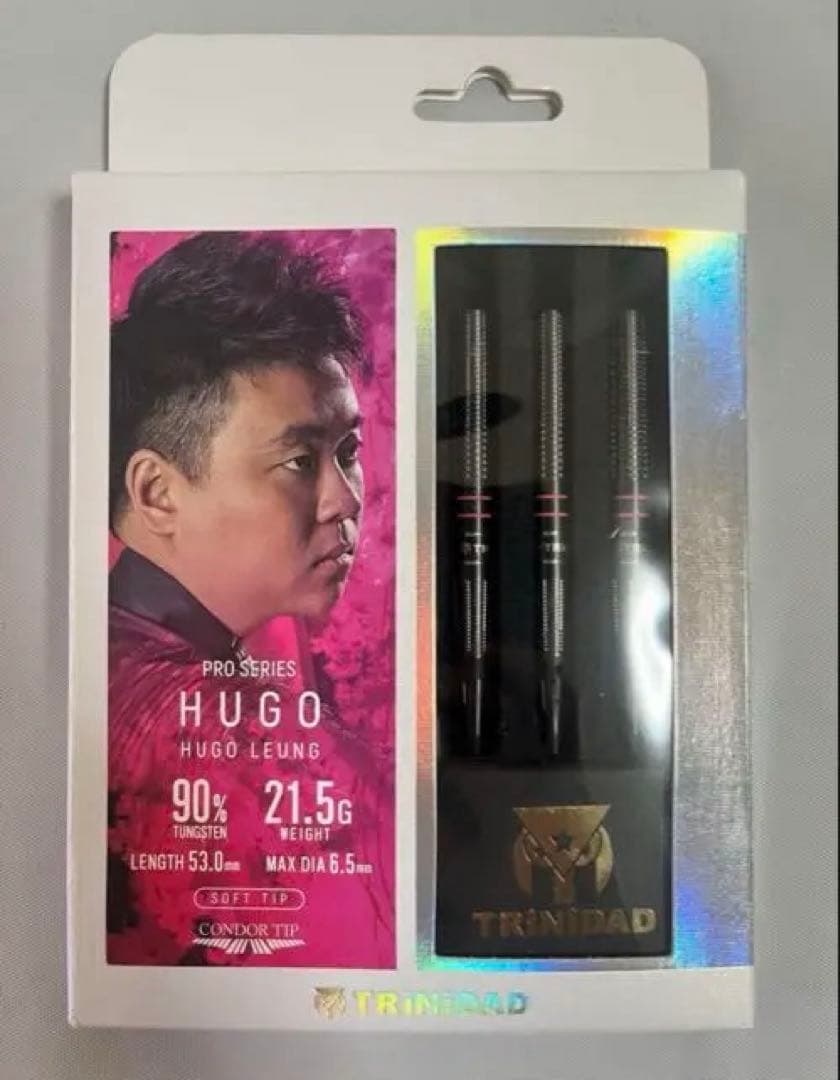 PRO SERIES
HUGO
HUGO LEUNG
90% 21.5G
TUNGSTEN WEIGHT
LENGTH 53.0mm MAX DIA 6.5mm
SOFT TIP
CONDOR TIP
TRiNiDAD
TRiNiDAD